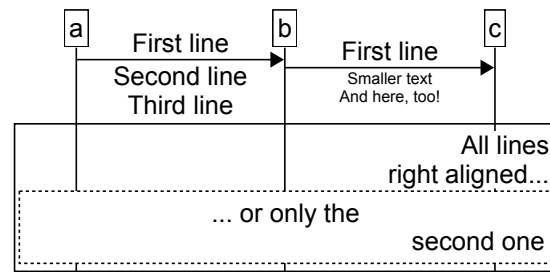 a
b
c
First line
Second line
Third line
First line
Smaller text
And here, too!
All lines
right aligned...
... or only the
second one